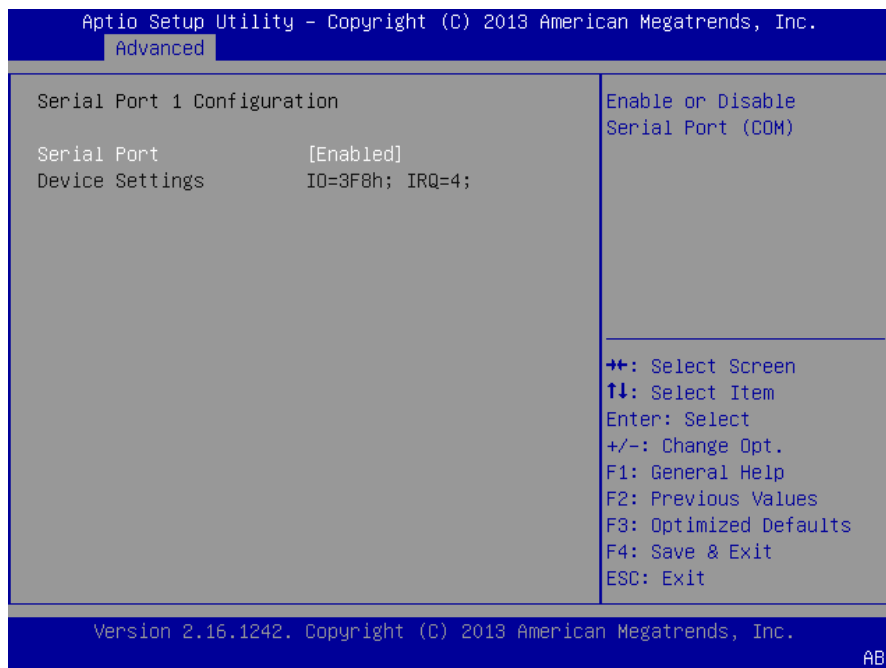 Aptio Setup Utility – Copyright (C) 2013 American Megatrends, Inc.
Advanced
Serial Port 1 Configuration
Serial Port [Enabled]
Device Settings IO=3F8h; IRQ=4;
Enable or Disable
Serial Port (COM)
→←: Select Screen
↑↓: Select Item
Enter: Select
+/-: Change Opt.
F1: General Help
F2: Previous Values
F3: Optimized Defaults
F4: Save & Exit
ESC: Exit
Version 2.16.1242. Copyright (C) 2013 American Megatrends, Inc.
AB